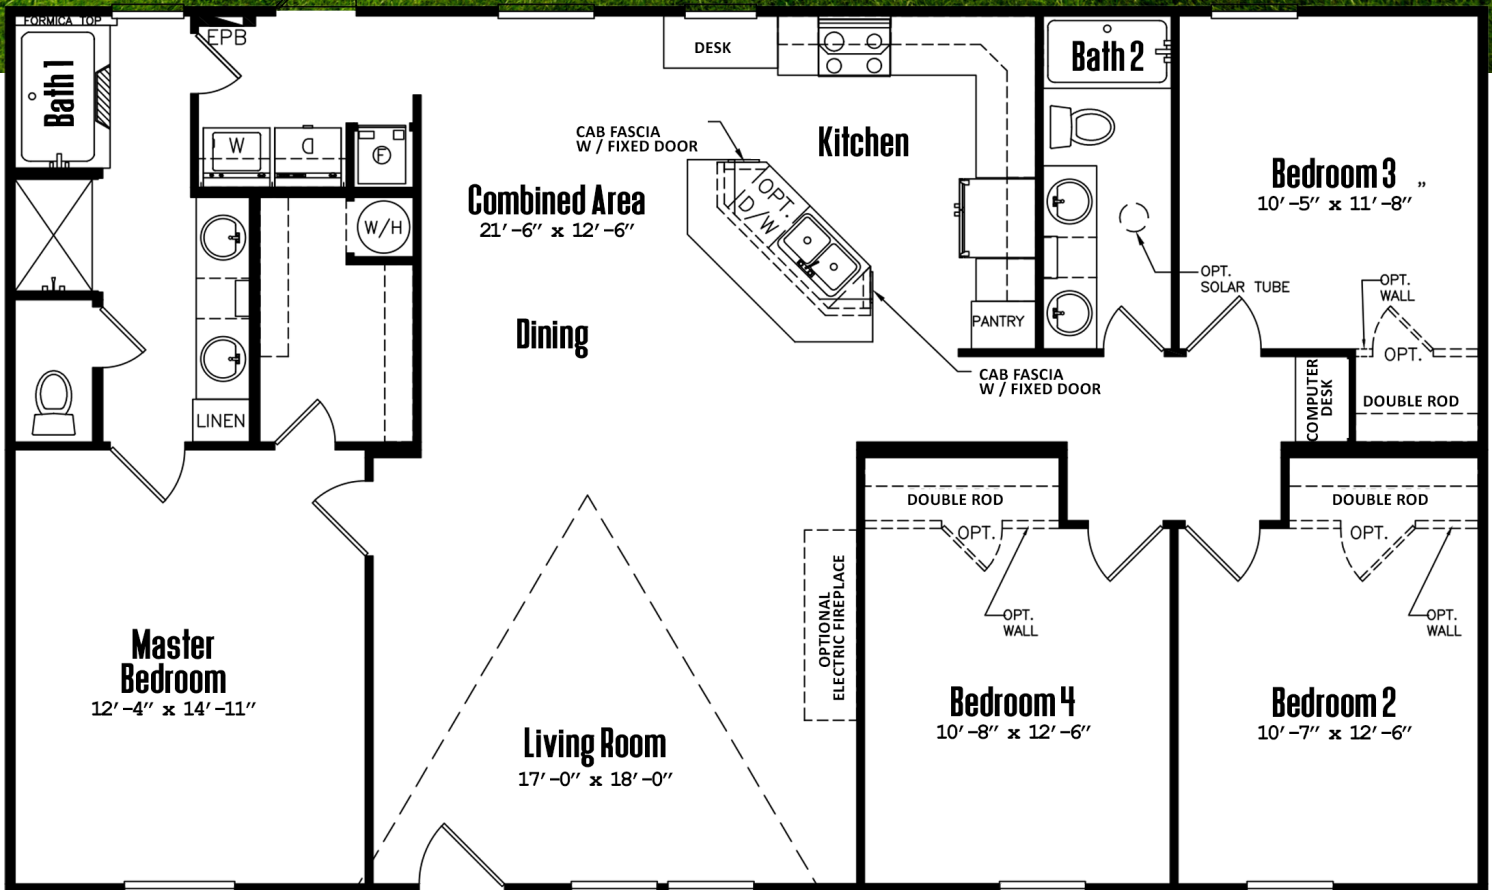 FORMICA TOP
EPB
Bath 1
W
D
F
W/H
LINEN
DESK
Kitchen
CAB FASCIA
W / FIXED DOOR
Combined Area
21'-6" x 12'-6"
OPT.
D/W
Dining
PANTRY
CAB FASCIA
W / FIXED DOOR
Bath 2
OPT.
SOLAR TUBE
Bedroom 3 "
10'-5" x 11'-8"
OPT.
WALL
OPT.
COMPUTER
DESK
DOUBLE ROD
DOUBLE ROD
OPT.
OPT.
WALL
DOUBLE ROD
OPT.
OPT.
WALL
OPTIONAL
ELECTRIC FIREPLACE
Master
Bedroom
12'-4" x 14'-11"
Living Room
17'-0" x 18'-0"
Bedroom 4
10'-8" x 12'-6"
Bedroom 2
10'-7" x 12'-6"